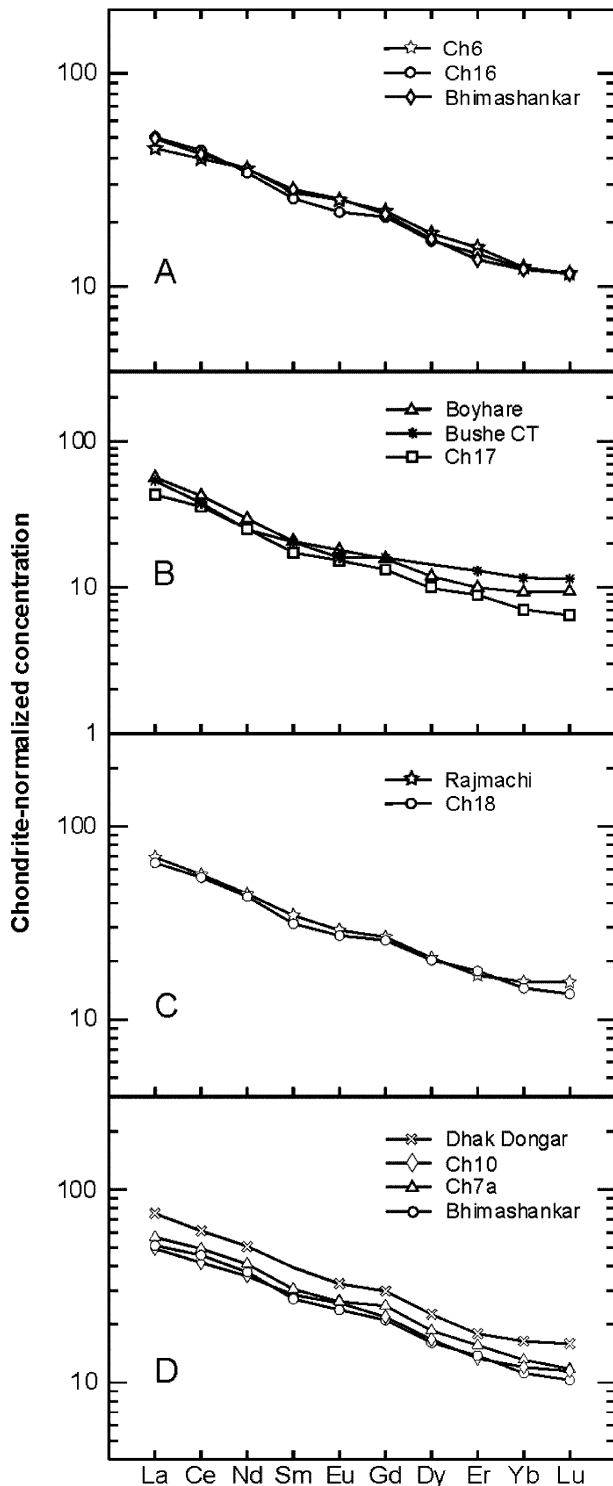 Chondrite-normalized concentration
100
10
A
Ch6
Ch16
Bhimashankar
100
10
1
B
Boyhare
Bushe CT
Ch17
100
10
C
Rajmachi
Ch18
100
10
D
Dhak Dongar
Ch10
Ch7a
Bhimashankar
La Ce Nd Sm Eu Gd Dy Er Yb Lu